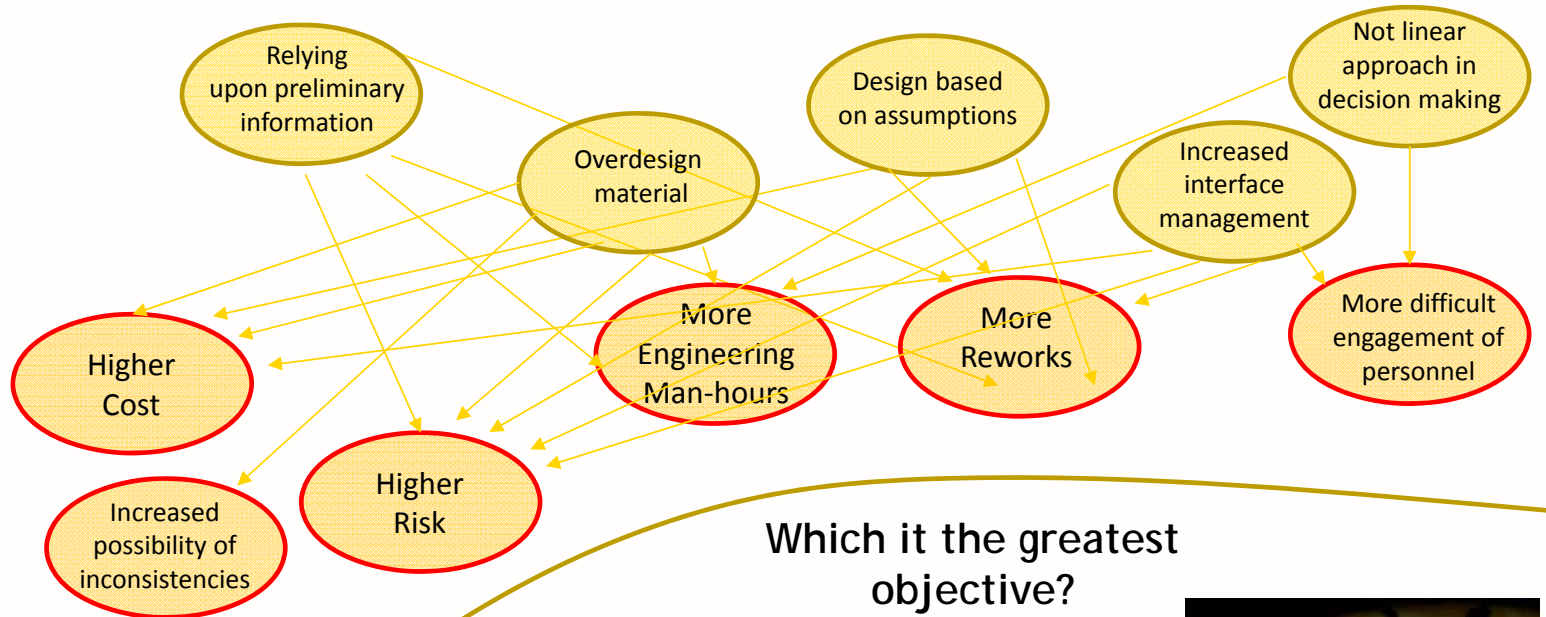 Relying
upon preliminary
information
Overdesign
material
Design based
on assumptions
Not linear
approach in
decision making
Increased
interface
management
Higher
Cost
More
Engineering
Man-hours
More
Reworks
More difficult
engagement of
personnel
Increased
possibility of
inconsistencies
Higher
Risk
Which it the greatest
objective?